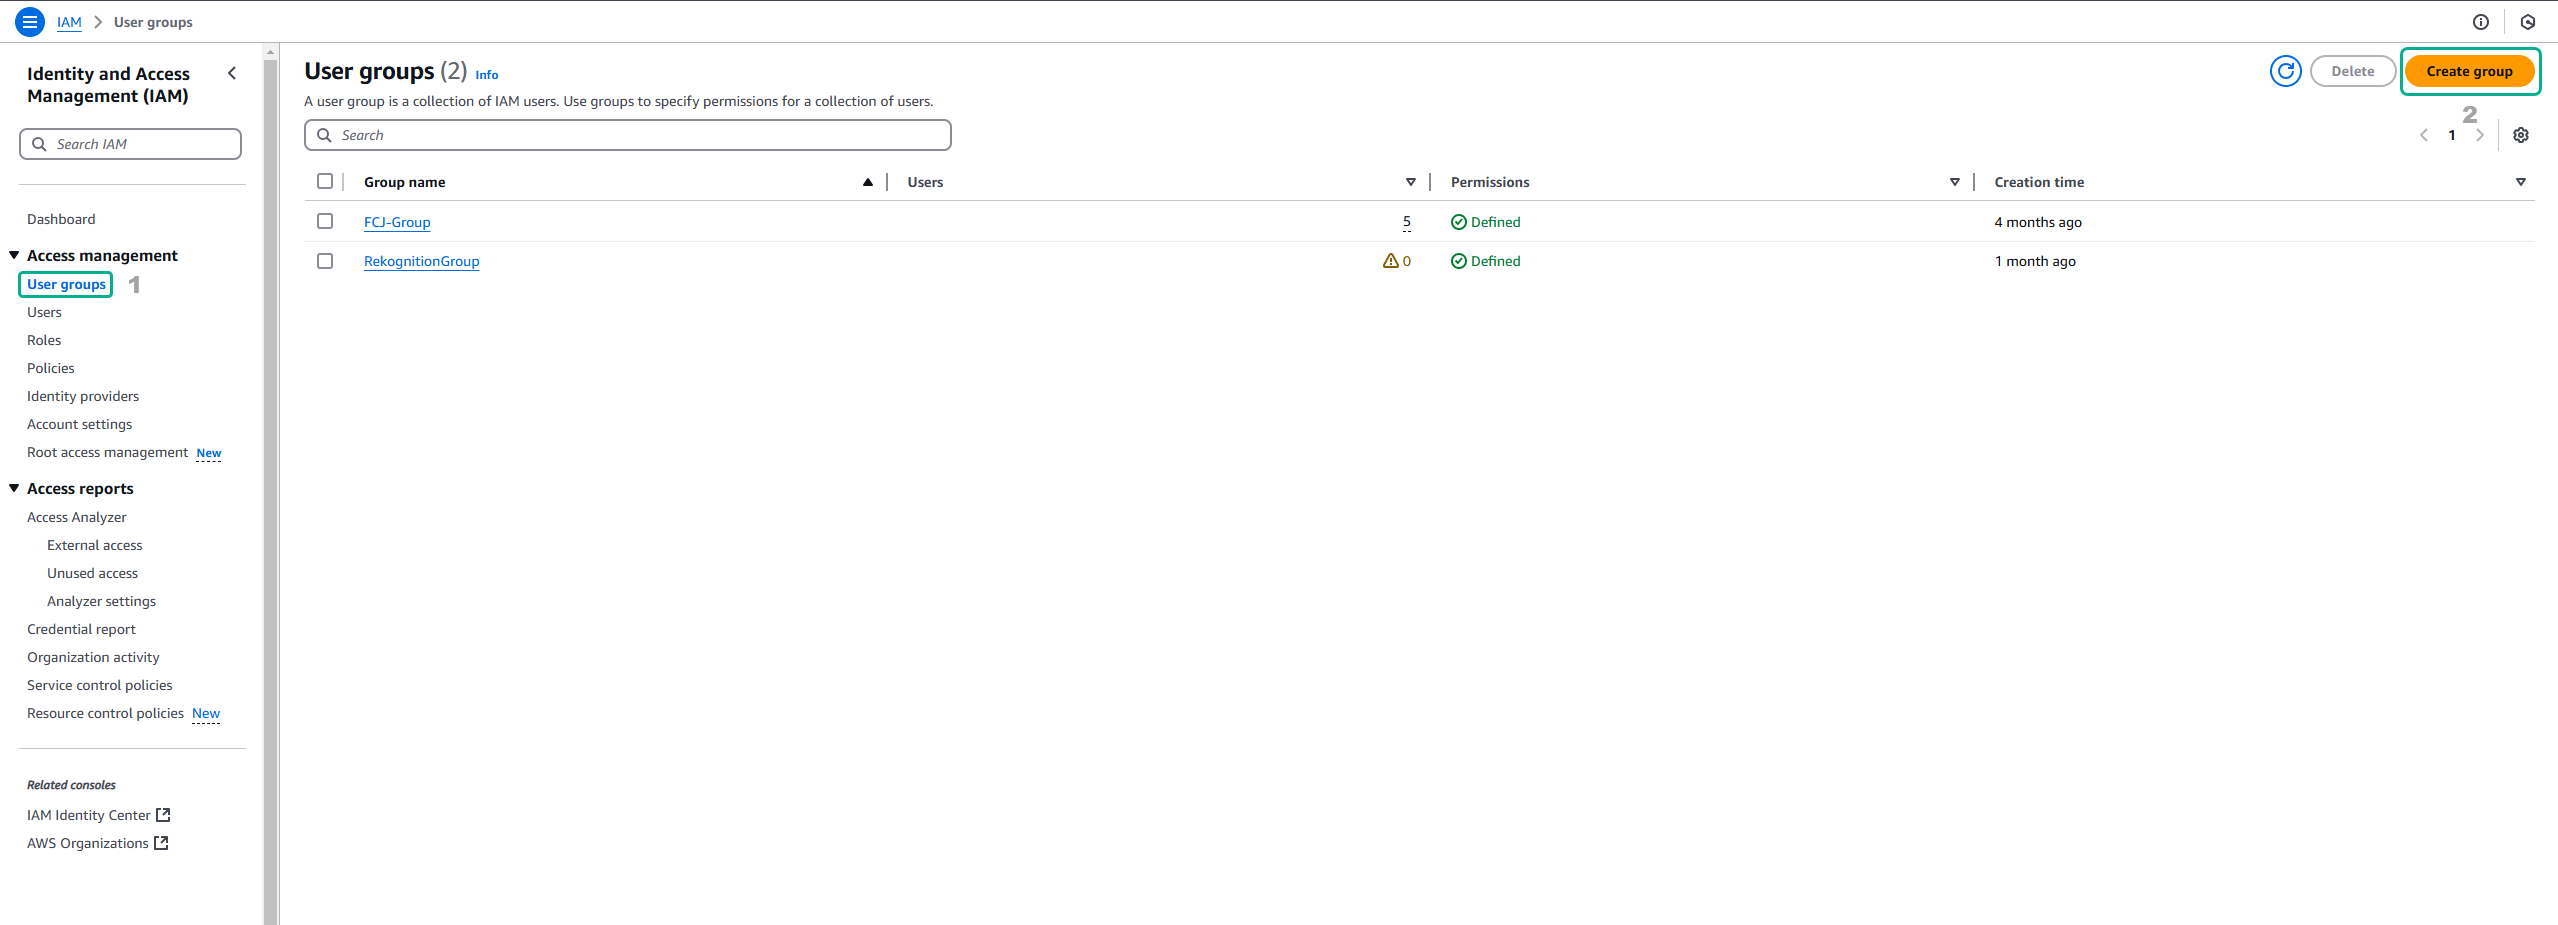 IAM > User groups
Identity and Access
Management (IAM)
Search IAM
Dashboard
Access management
User groups 1
Users
Roles
Policies
Identity providers
Account settings
Root access management New
Access reports
Access Analyzer
External access
Unused access
Analyzer settings
Credential report
Organization activity
Service control policies
Resource control policies New
Related consoles
IAM Identity Center
AWS Organizations
User groups (2) Info
Delete Create group
A user group is a collection of IAM users. Use groups to specify permissions for a collection of users.
2
Search
1
Group name Users Permissions Creation time
FCJ-Group 5 Defined 4 months ago
RekognitionGroup 0 Defined 1 month ago